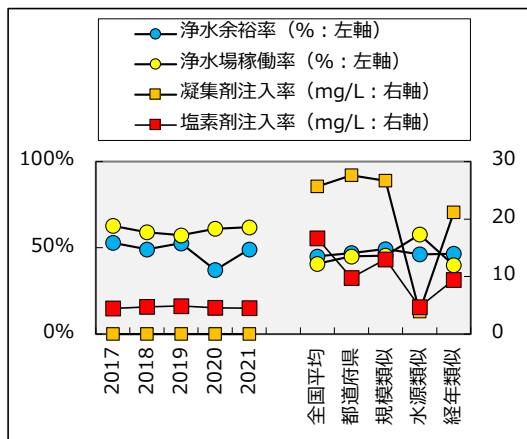 浄水余裕率（%：左軸）
浄水場稼働率（%：左軸）
凝集剤注入率（mg/L：右軸）
塩素剤注入率（mg/L：右軸）
100%
50%
0%
30
20
10
0
2017
2018
2019
2020
2021
全国平均
都道府県
規模類似
水源類似
経年類似